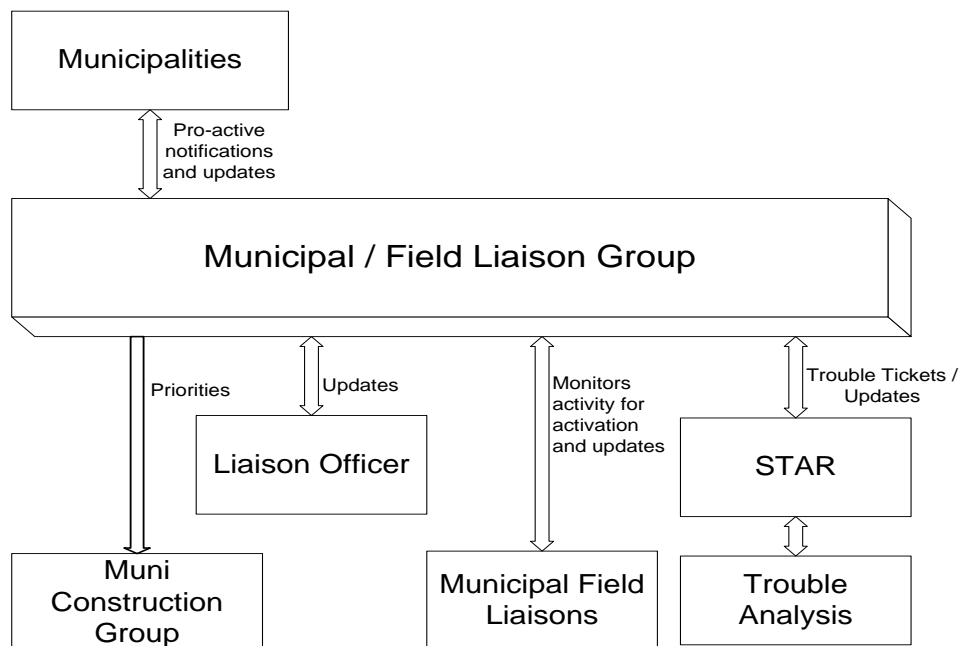 Municipalities
Pro-active
notifications
and updates
Municipal / Field Liaison Group
Priorities
Updates
Monitors
activity for
activation
and updates
Trouble Tickets /
Updates
Liaison Officer
STAR
Muni
Construction
Group
Municipal Field
Liaisons
Trouble
Analysis